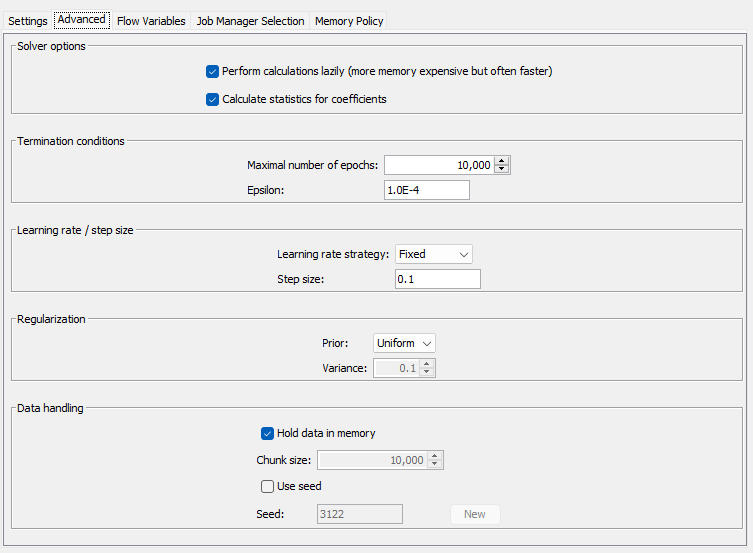 Settings Advanced Flow Variables Job Manager Selection Memory Policy
Solver options
Perform calculations lazily (more memory expensive but often faster)
Calculate statistics for coefficients
Termination conditions
Maximal number of epochs: 10,000
Epsilon: 1.0E-4
Learning rate / step size
Learning rate strategy: Fixed
Step size: 0.1
Regularization
Prior: Uniform
Variance: 0.1
Data handling
Hold data in memory
Chunk size: 10,000
Use seed
Seed: 3122 New